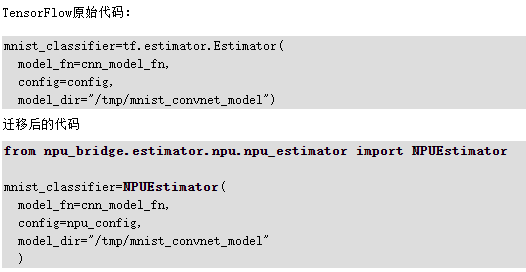 TensorFlow原始代码：
mnist_classifier=tf.estimator.Estimator(
  model_fn=cnn_model_fn,
  config=config,
  model_dir="/tmp/mnist_convnet_model")
迁移后的代码
from npu_bridge.estimator.npu.npu_estimator import NPUEstimator
mnist_classifier=NPUEstimator(
  model_fn=cnn_model_fn,
  config=npu_config,
  model_dir="/tmp/mnist_convnet_model"
  )